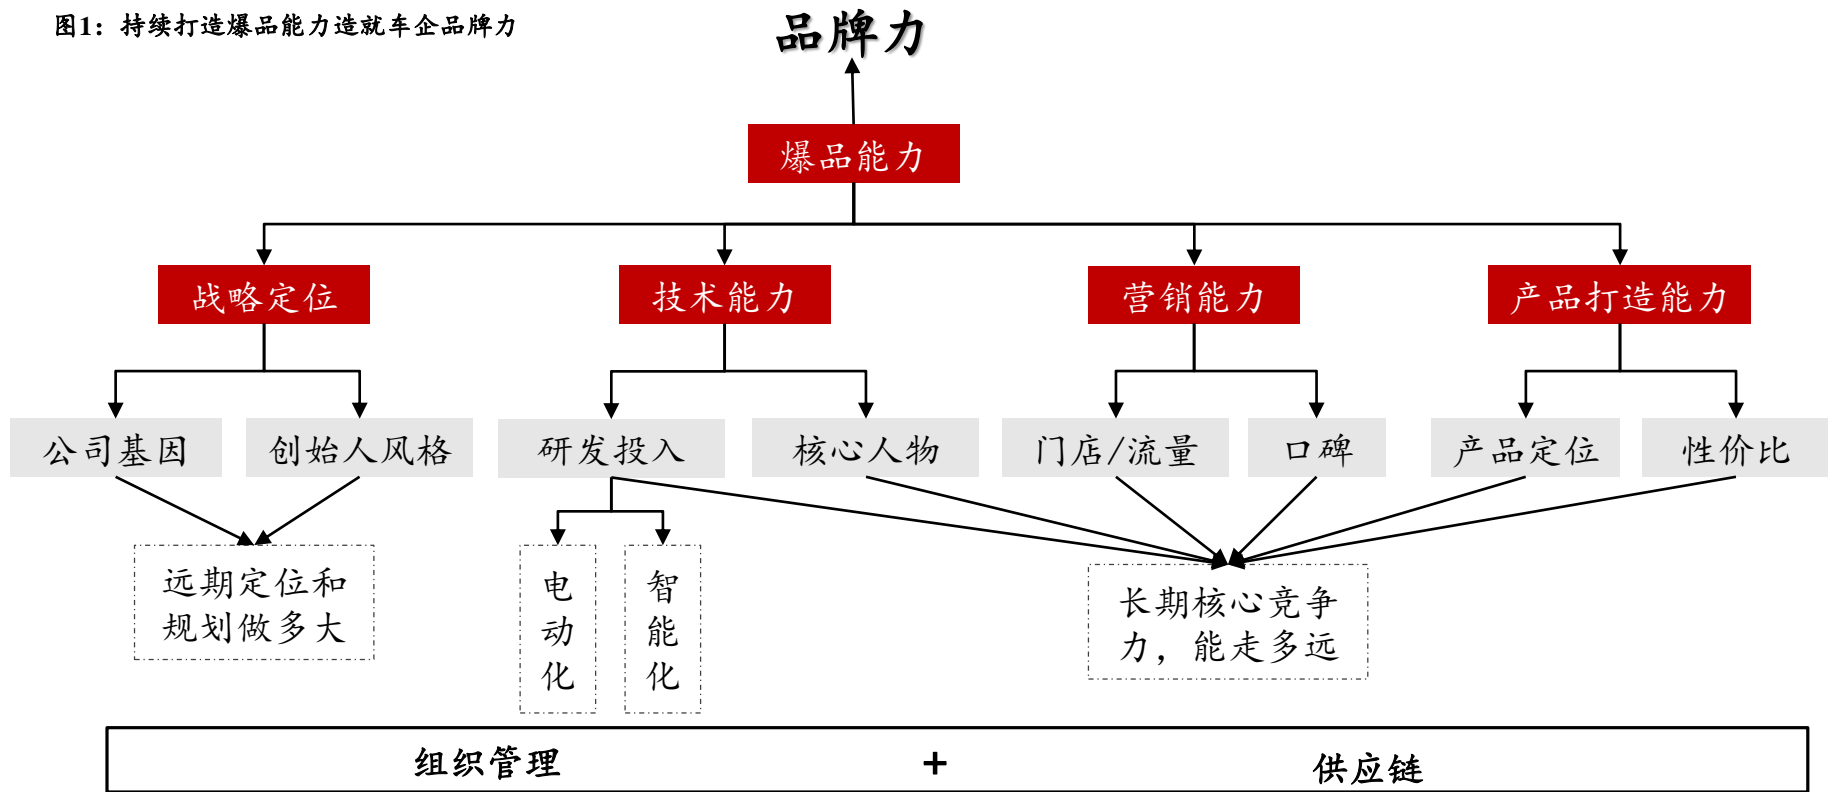 图1：持续打造爆品能力造就车企品牌力
品牌力
爆品能力
战略定位
技术能力
营销能力
产品打造能力
公司基因
创始人风格
研发投入
核心人物
门店/流量
口碑
产品定位
性价比
远期定位和
规划做多大
电
动
化
智
能
化
长期核心竞争
力，能走多远
组织管理
+
供应链